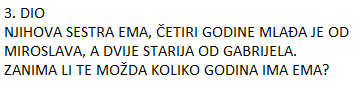 3. DIO
NJIHOVA SESTRA EMA, ČETIRI GODINE MLAĐA JE OD
MIROSLAVA, A DVIJE STARIJA OD GABRIJELA.
ZANIMA LI TE MOŽDA KOLIKO GODINA IMA EMA?